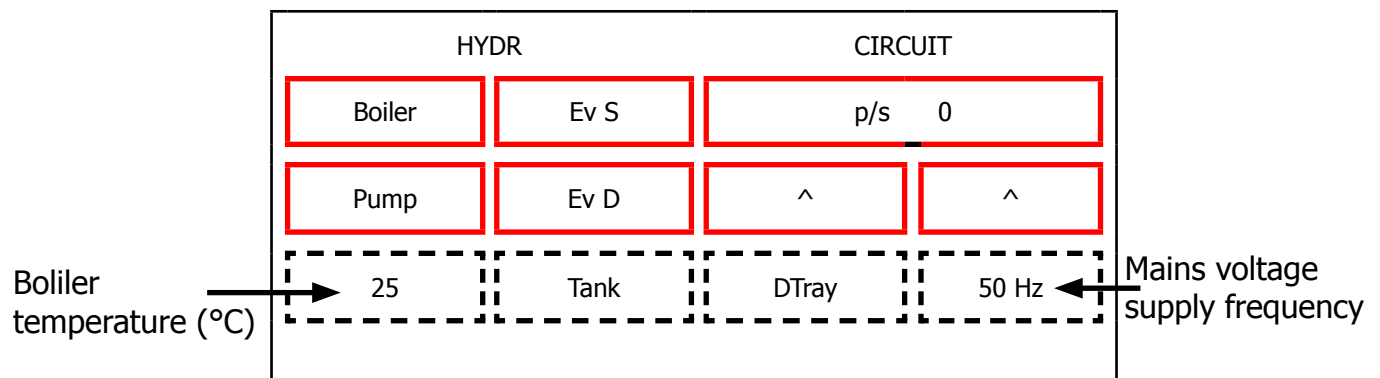 HYDR CIRCUIT
Boiler Ev S p/s 0
Pump Ev D ^ ^
Boliler
temperature (°C)
25 Tank DTray 50 Hz
Mains voltage
supply frequency